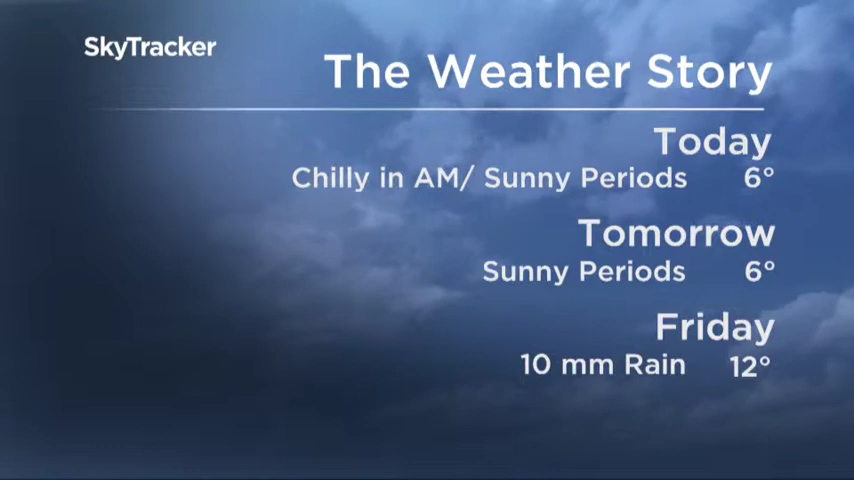 SkyTracker
The Weather Story
Today
Chilly in AM/ Sunny Periods 6°
Tomorrow
Sunny Periods 6°
Friday
10 mm Rain 12°